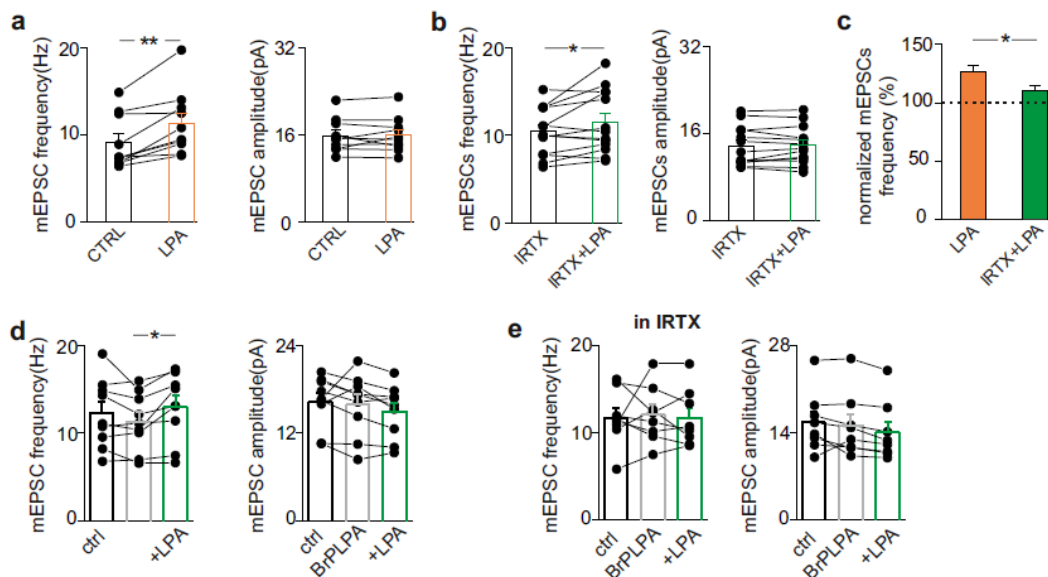 a
mEPSC frequency(Hz)
20
10
0
**
CTRL
LPA
mEPSC amplitude(pA)
32
16
0
CTRL
LPA
b
mEPSCs frequency(Hz)
20
10
0
*
IRTX
IRTX+LPA
mEPSCs amplitude(pA)
32
16
0
IRTX
IRTX+LPA
c
normalized mEPSCs
frequency (%)
150
100
50
0
*
LPA
IRTX+LPA
d
mEPSC frequency(Hz)
20
10
0
*
ctrl
+LPA
mEPSC amplitude(pA)
24
12
0
ctrl
BrPLPA
+LPA
e
in IRTX
mEPSC frequency(Hz)
20
10
0
ctrl
BrPLPA
+LPA
mEPSC amplitude(pA)
28
14
0
ctrl
BrPLPA
+LPA